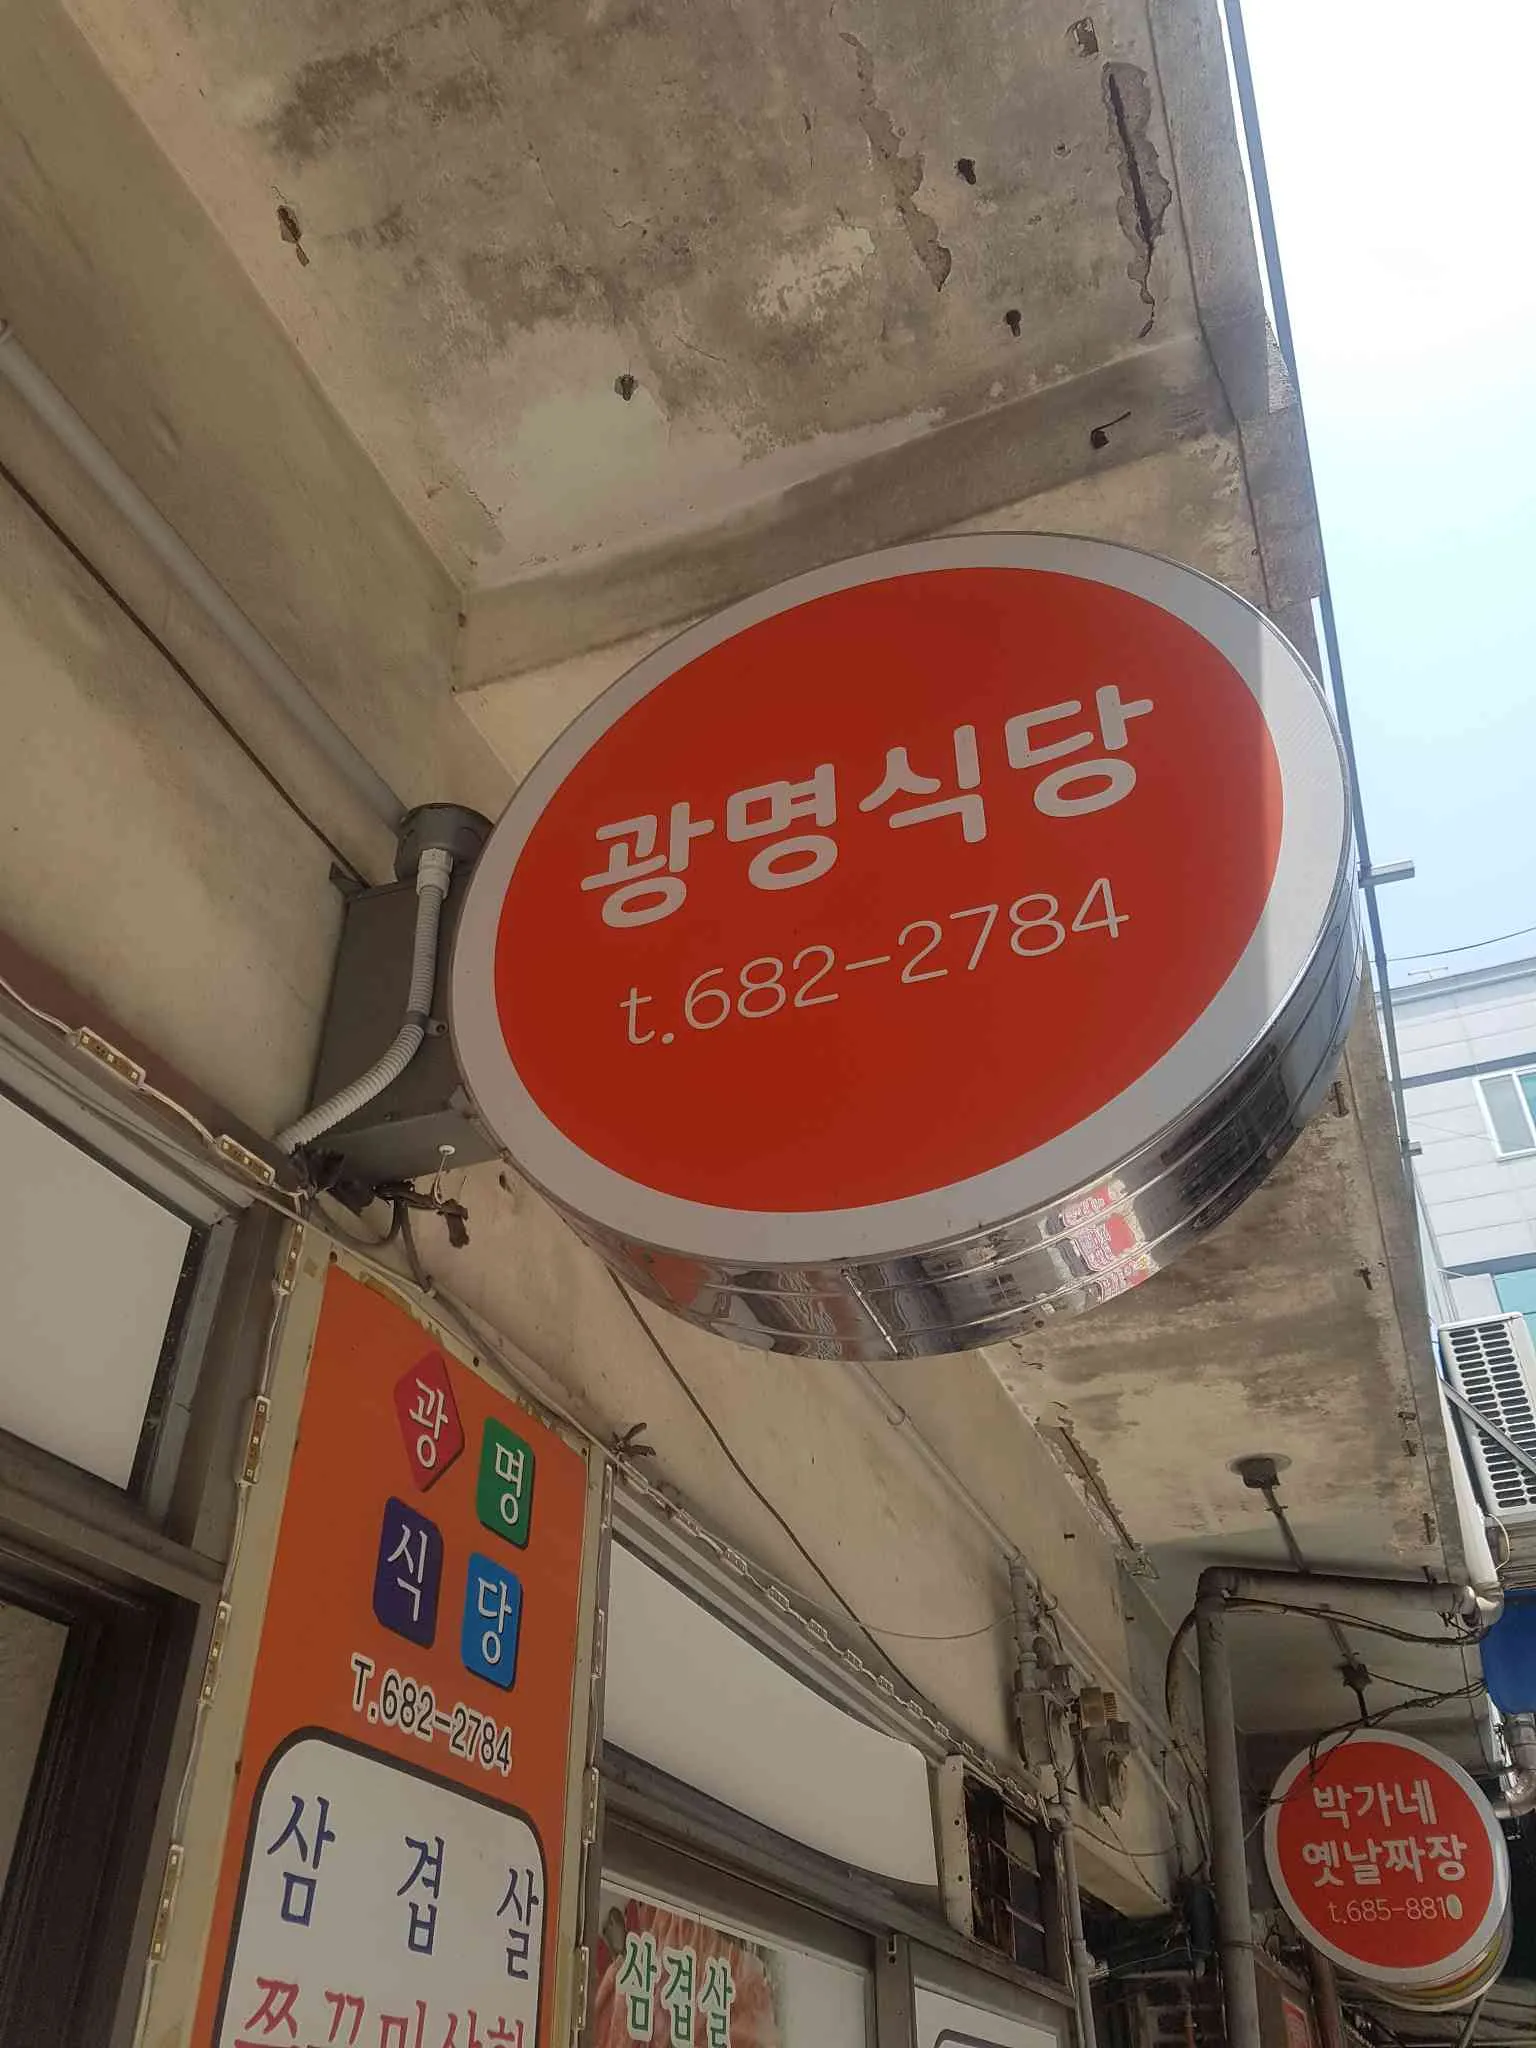 광명식당
t.682-2784
광명
식당
T.682-2784
삼겹살
삼겹살
박가네
옛날짜장
t.685-8810